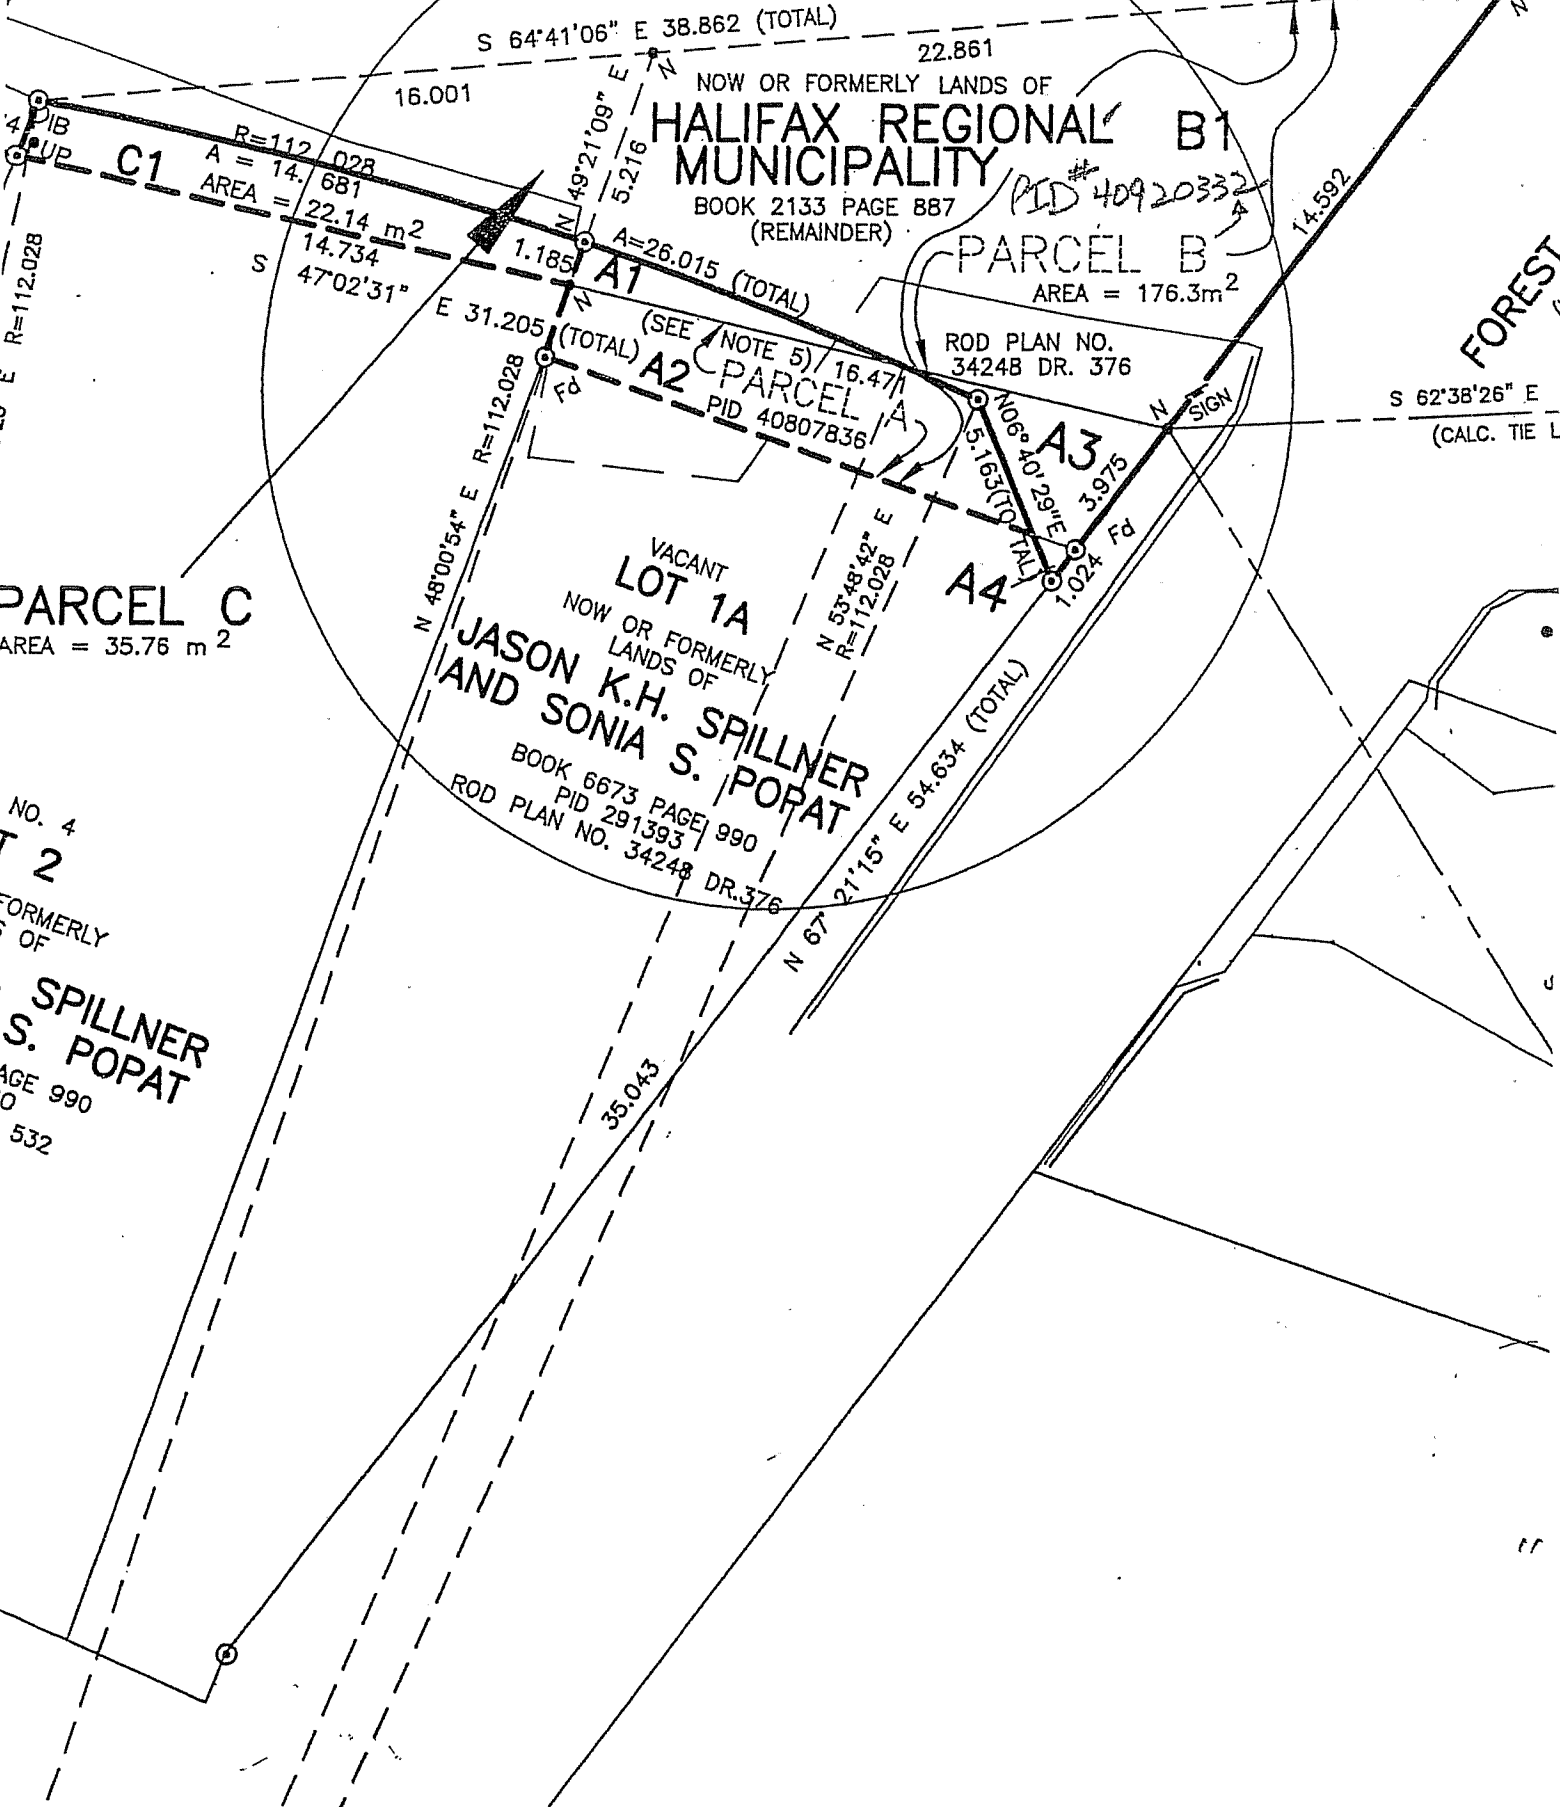 S 64°41'06" E 38.862 (TOTAL)
22.861
16.001
N
N
NOW OR FORMERLY LANDS OF
HALIFAX REGIONAL
MUNICIPALITY
BOOK 2133 PAGE 887
(REMAINDER)
B1
PID# 40920332
PARCEL B
AREA = 176.3m²
N 49°21'09" E
5.216
PIB
UP
C1
R=112.028
A = 14.681
AREA = 22.14 m²
14.734
S 47°02'31" E 31.205 (TOTAL)
1.185
A1
N
A=26.015 (TOTAL)
(SEE NOTE 5)
16.471
A2
PARCEL A
PID 40807836
Fd
ROD PLAN NO.
34248 DR. 376
14.592
FOREST
S 62°38'26" E
(CALC. TIE L
N
SIGN
N06°40'29"E
5.163(TOTAL)
A3
3.975
Fd
A4
1.024
R=112.028
E
N 48°00'54" E R=112.028
N 53°48'42" E
R=112.028
PARCEL C
AREA = 35.76 m²
VACANT
LOT 1A
NOW OR FORMERLY
LANDS OF
JASON K.H. SPILLNER
AND SONIA S. POPAT
BOOK 6673 PAGE 990
PID 291393
ROD PLAN NO. 34248 DR.376
N 67°21'15" E 54.634 (TOTAL)
35.043
NO. 4
T 2
FORMERLY
S OF
SPILLNER
S. POPAT
AGE 990
532